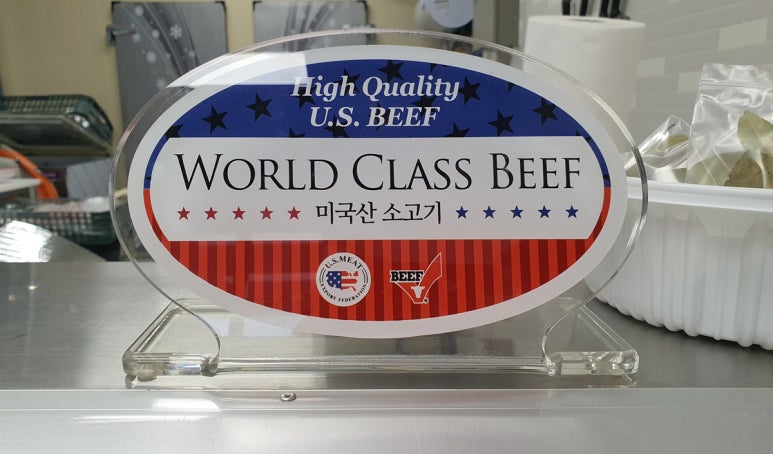 High Quality
U.S. BEEF
WORLD CLASS BEEF
미국산 소고기
U.S. MEAT
EXPORT FEDERATION
BEEF